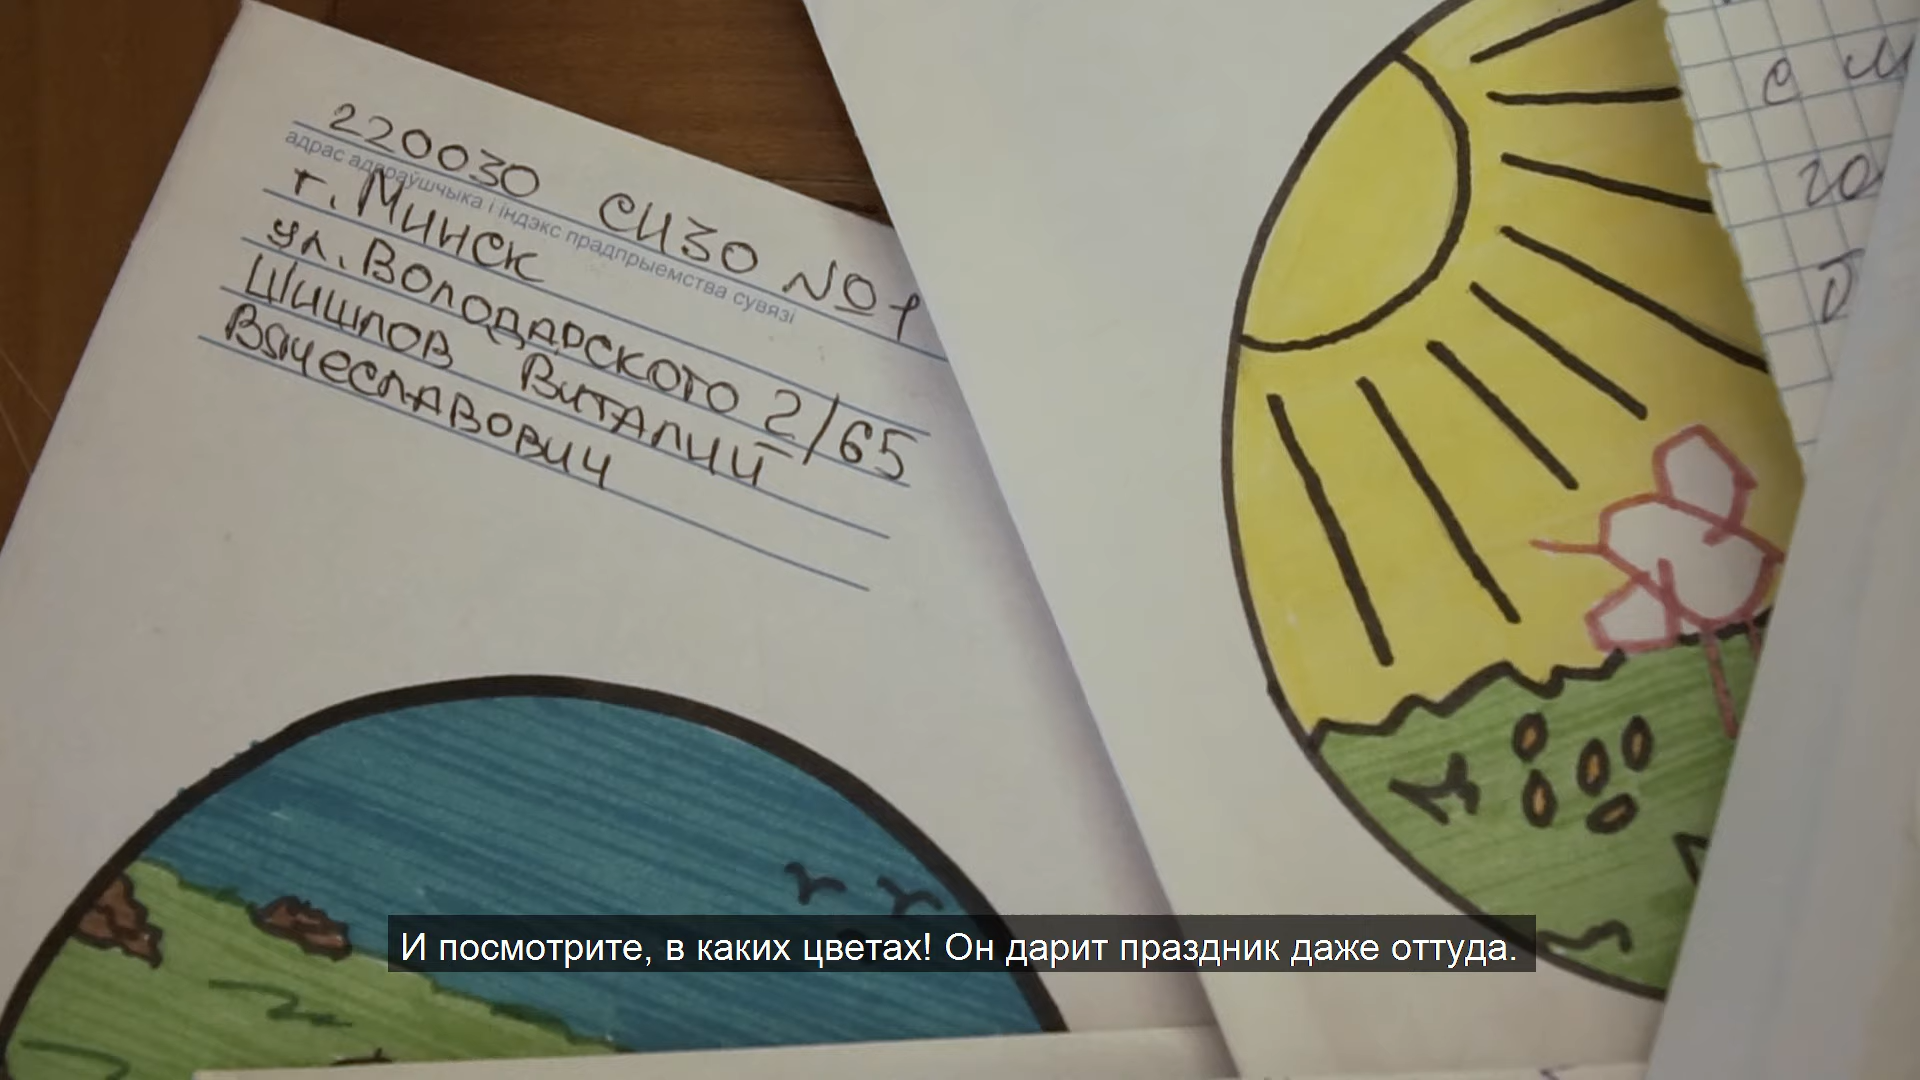 220030 СИЗО №1
адрас адпраўшчыка і індэкс прадпрыемства сувязі
г. Минск
ул. Володарского 2/65
Шишлов Виталий
Вячеславович
И посмотрите, в каких цветах! Он дарит праздник даже оттуда.